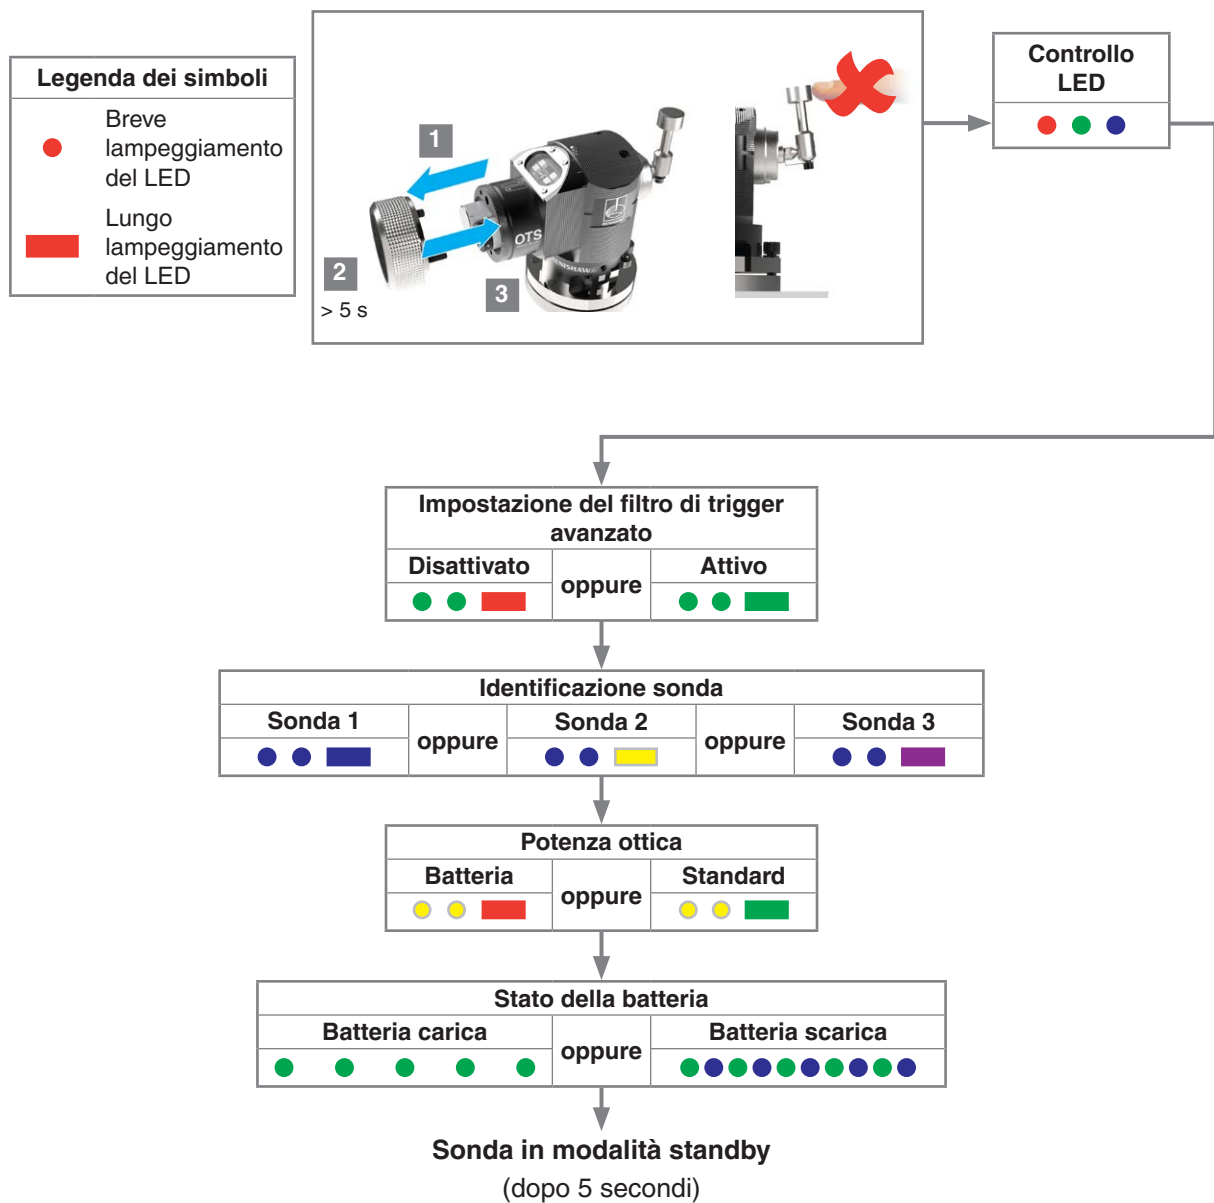 Legenda dei simboli
Breve
lampeggiamento
del LED
Lungo
lampeggiamento
del LED
1
2
> 5 s
3
OTS
Controllo
LED
Impostazione del filtro di trigger
avanzato
Disattivato
oppure
Attivo
Identificazione sonda
Sonda 1
oppure
Sonda 2
oppure
Sonda 3
Potenza ottica
Batteria
oppure
Standard
Stato della batteria
Batteria carica
oppure
Batteria scarica
Sonda in modalità standby
(dopo 5 secondi)